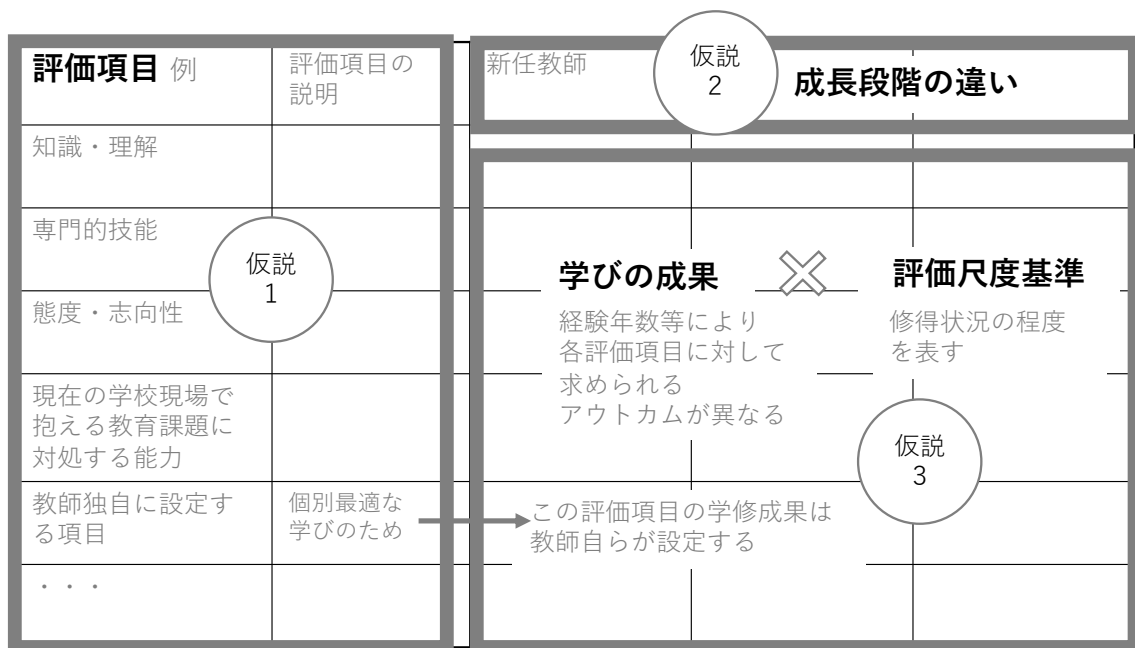 評価項目 例
評価項目の
説明
新任教師
仮説
2
成長段階の違い
知識・理解
専門的技能
仮説
1
態度・志向性
現在の学校現場で
抱える教育課題に
対処する能力
教師独自に設定す
る項目
個別最適な
学びのため
・・・
学びの成果
経験年数等により
各評価項目に対して
求められる
アウトカムが異なる
評価尺度基準
修得状況の程度
を表す
仮説
3
この評価項目の学修成果は
教師自らが設定する